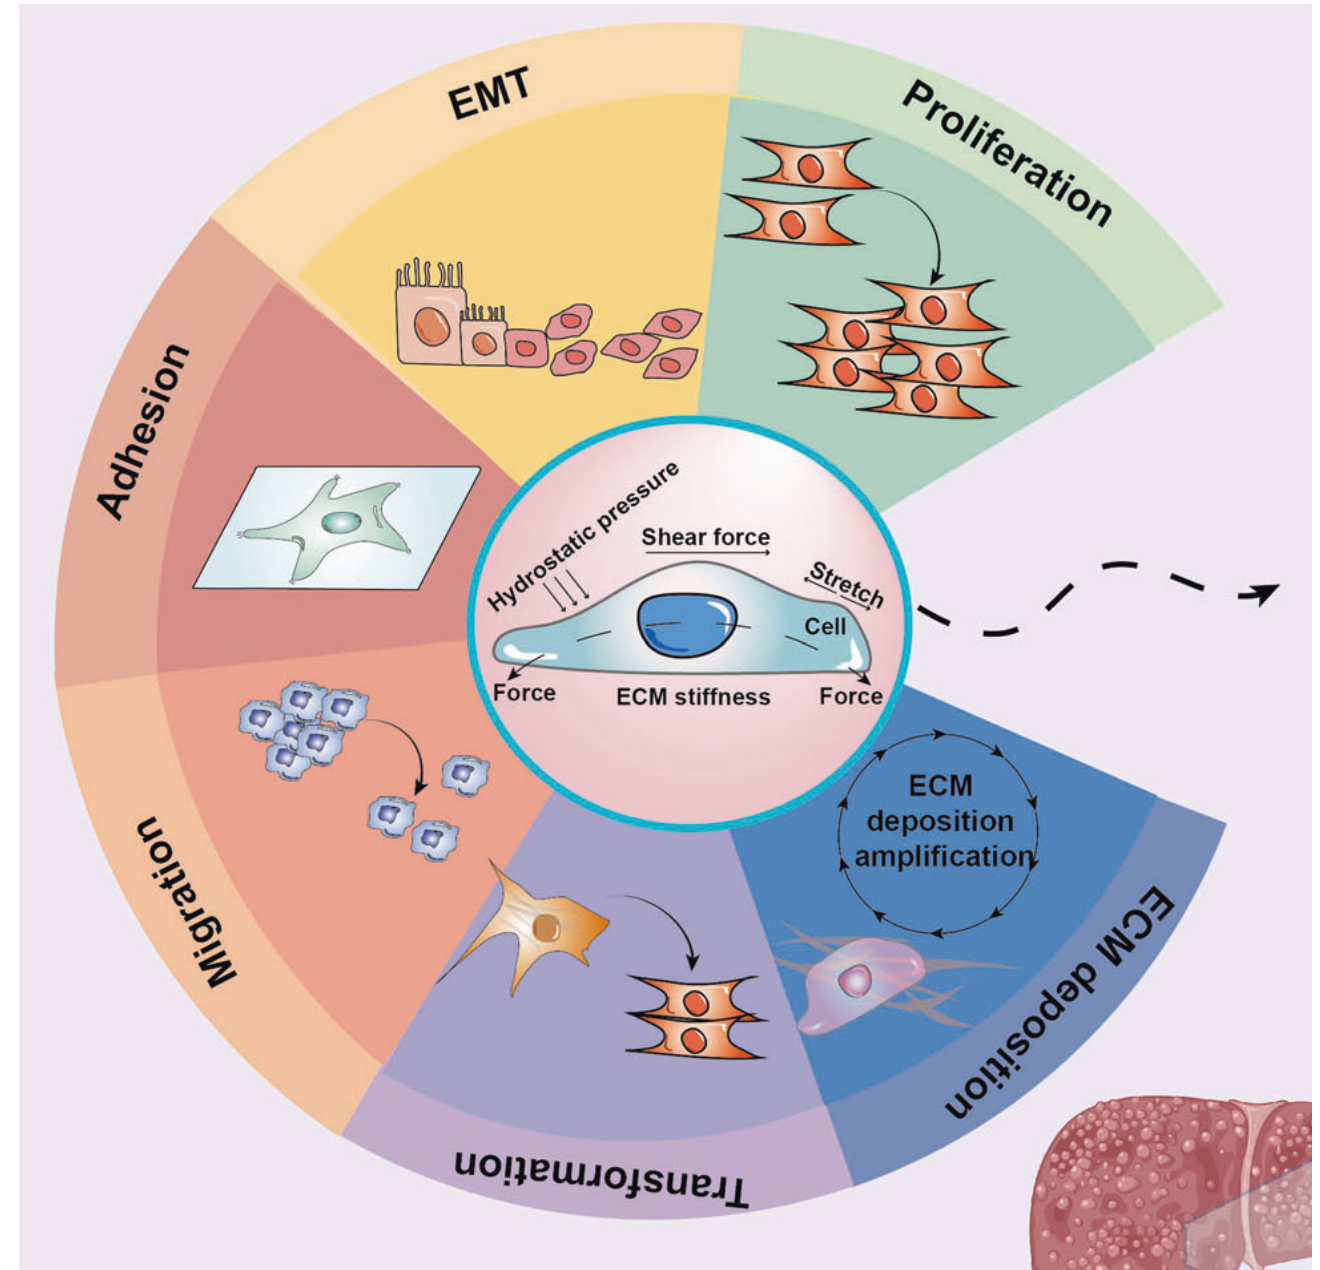 EMT
Proliferation
Adhesion
Hydrostatic pressure
Shear force
Stretch
Cell
Force
ECM stiffness
Force
Migration
ECM
deposition
amplification
ECM deposition
Transformation